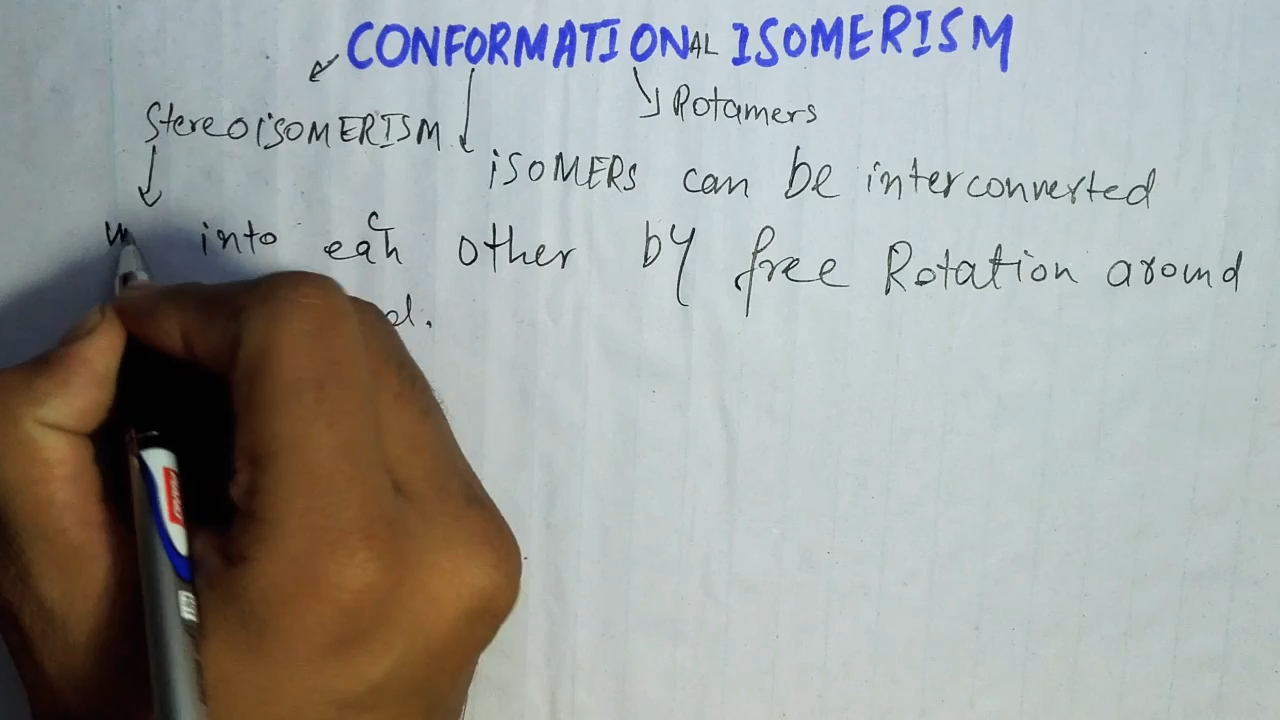 CONFORMATIONAL ISOMERISM
StereoisOMERISM
Rotamers
isOMERS can be interconverted
into each other by free Rotation around